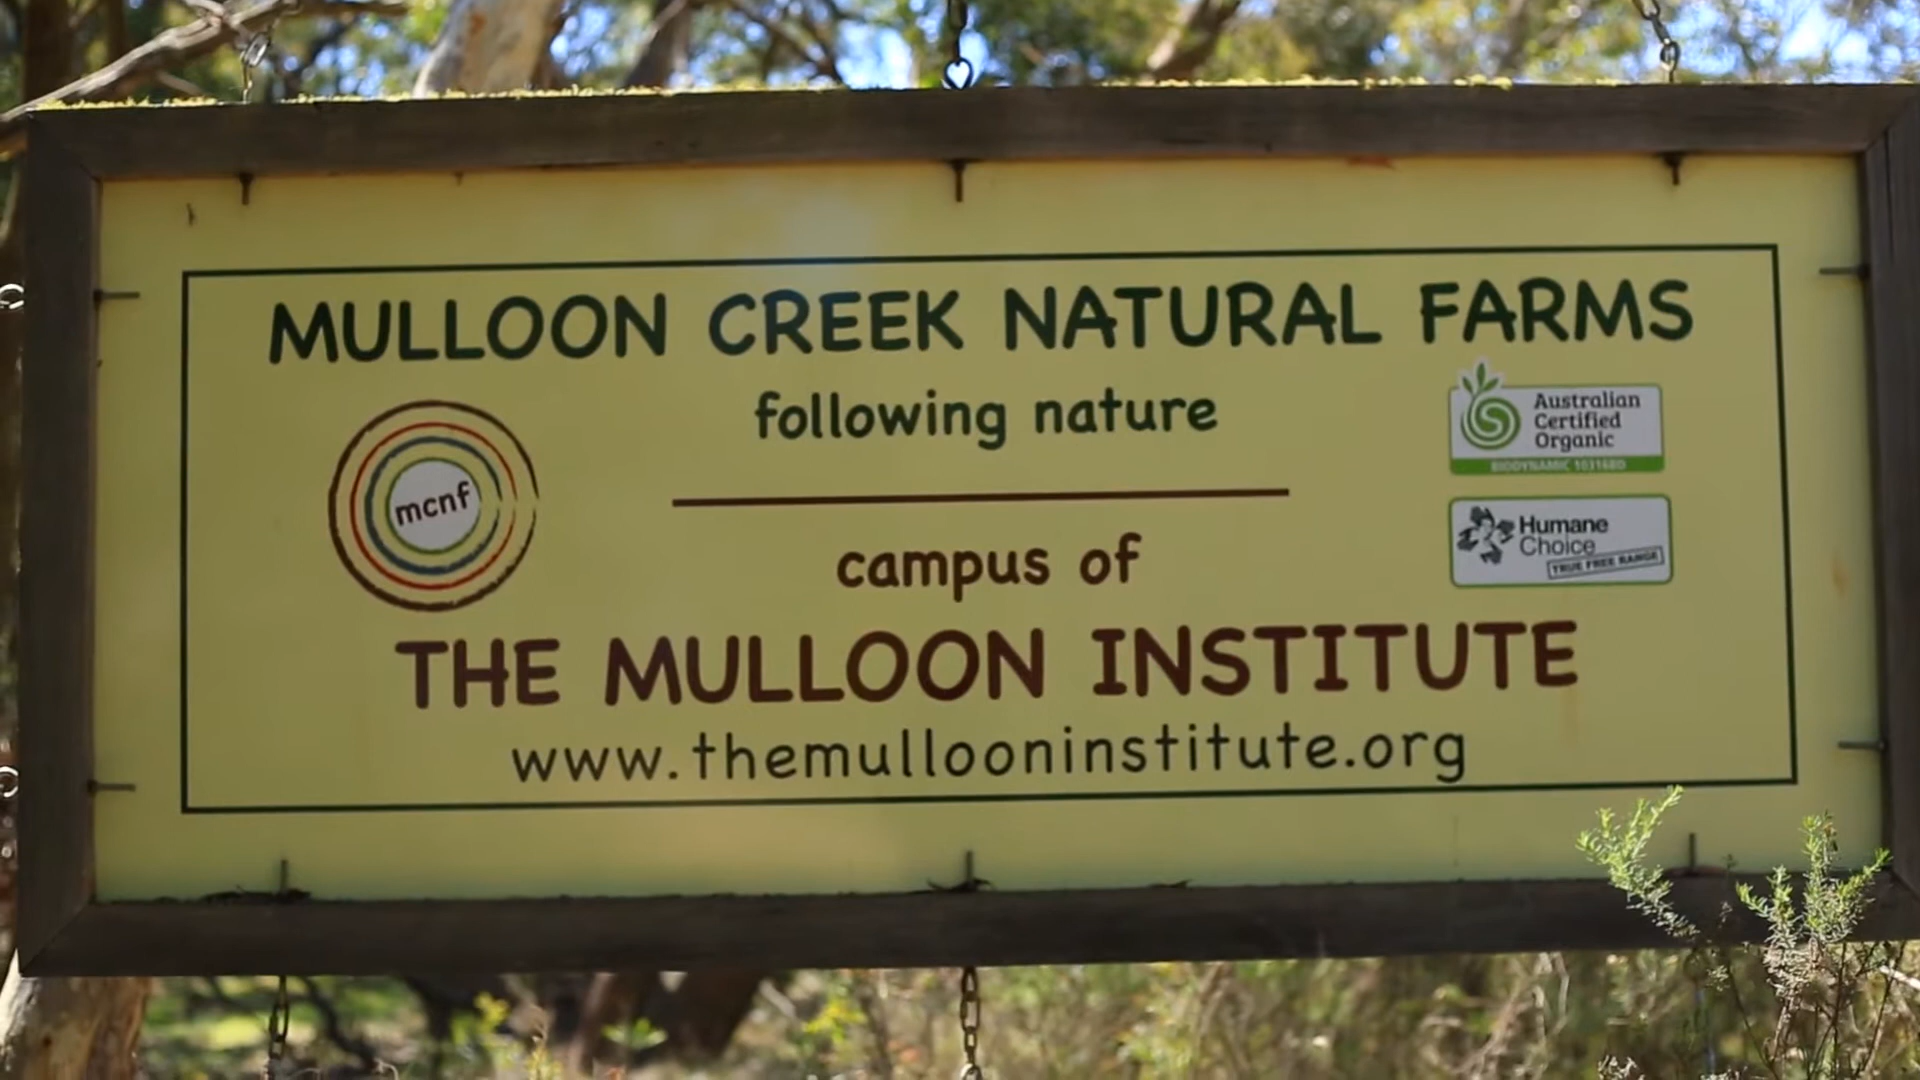 MULLOON CREEK NATURAL FARMS
following nature
mcnf
Australian
Certified
Organic
BIODYNAMIC 10316BD
Humane
Choice
TRUE FREE RANGE
campus of
THE MULLOON INSTITUTE
www.themullooninstitute.org